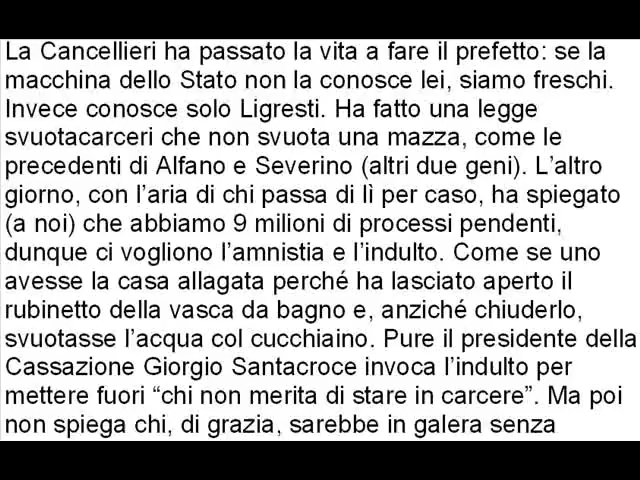 La Cancellieri ha passato la vita a fare il prefetto: se la
macchina dello Stato non la conosce lei, siamo freschi.
Invece conosce solo Ligresti. Ha fatto una legge
svuotacarceri che non svuota una mazza, come le
precedenti di Alfano e Severino (altri due geni). L’altro
giorno, con l’aria di chi passa di lì per caso, ha spiegato
(a noi) che abbiamo 9 milioni di processi pendenti,
dunque ci vogliono l’amnistia e l’indulto. Come se uno
avesse la casa allagata perché ha lasciato aperto il
rubinetto della vasca da bagno e, anziché chiuderlo,
svuotasse l’acqua col cucchiaino. Pure il presidente della
Cassazione Giorgio Santacroce invoca l’indulto per
mettere fuori “chi non merita di stare in carcere”. Ma poi
non spiega chi, di grazia, sarebbe in galera senza